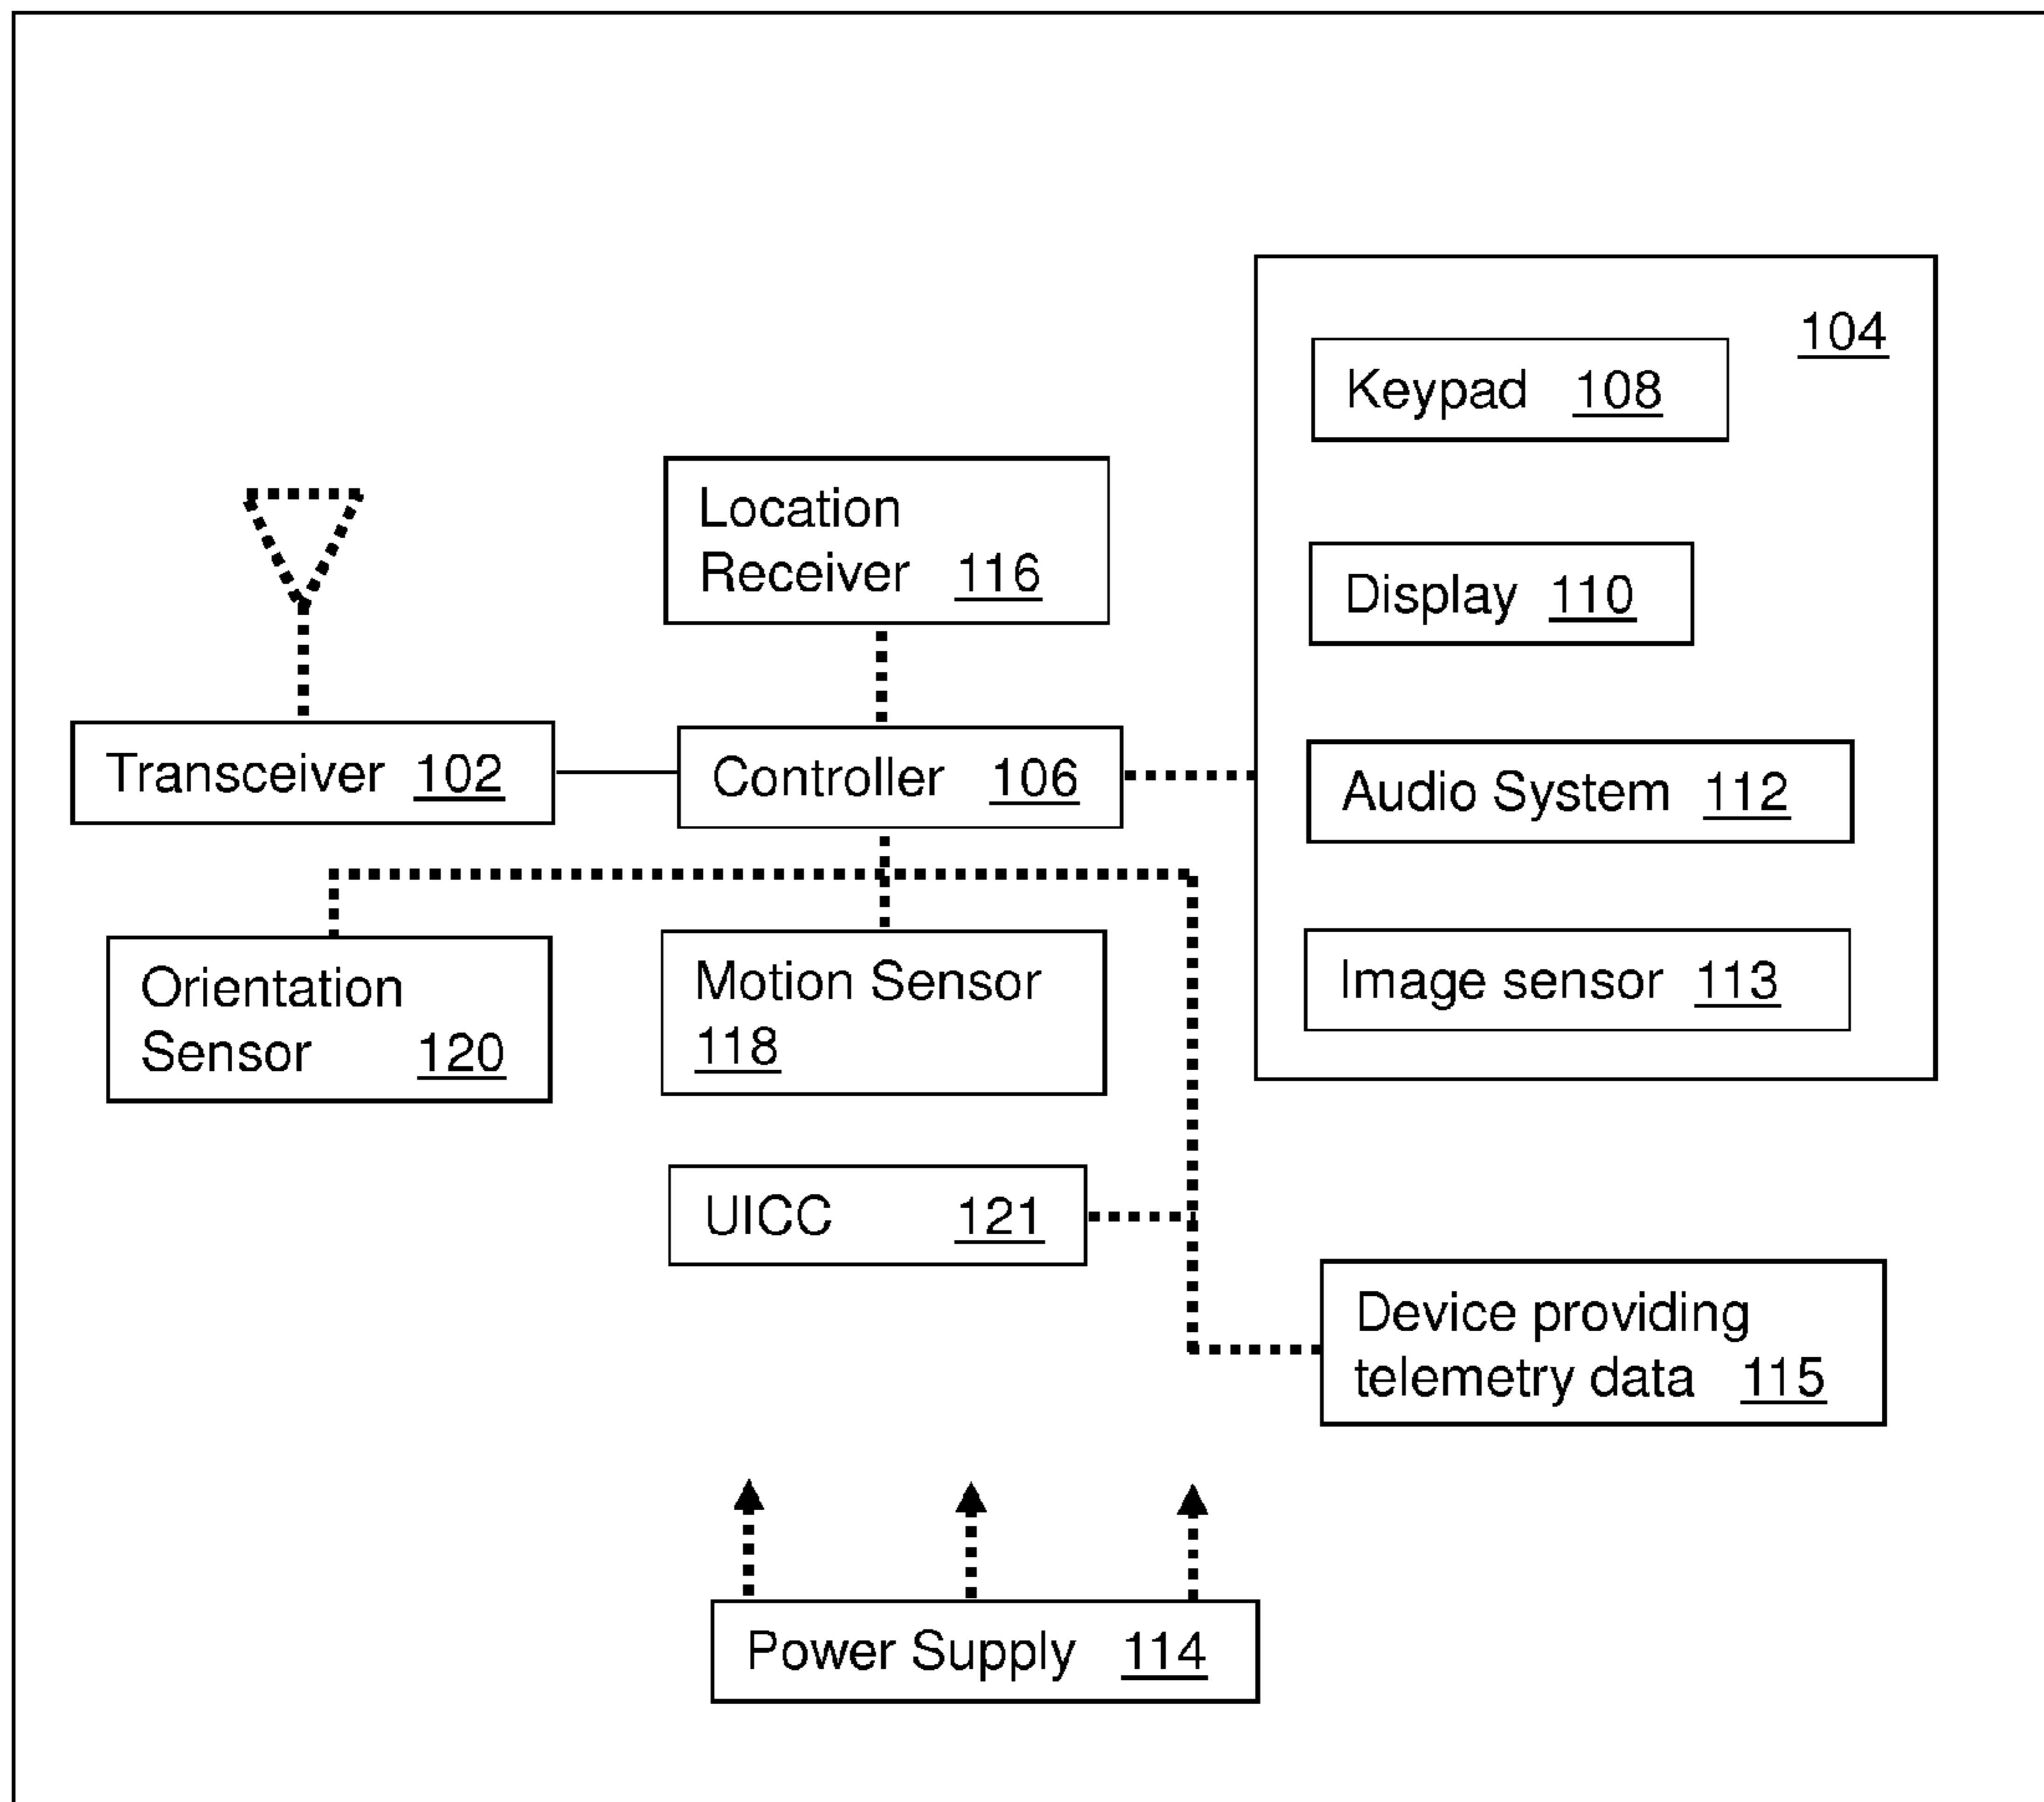 104
Keypad 108
Location
Receiver 116
Display 110
Transceiver 102
Controller 106
Audio System 112
Orientation
Sensor 120
Motion Sensor
118
Image sensor 113
UICC 121
Device providing
telemetry data 115
Power Supply 114